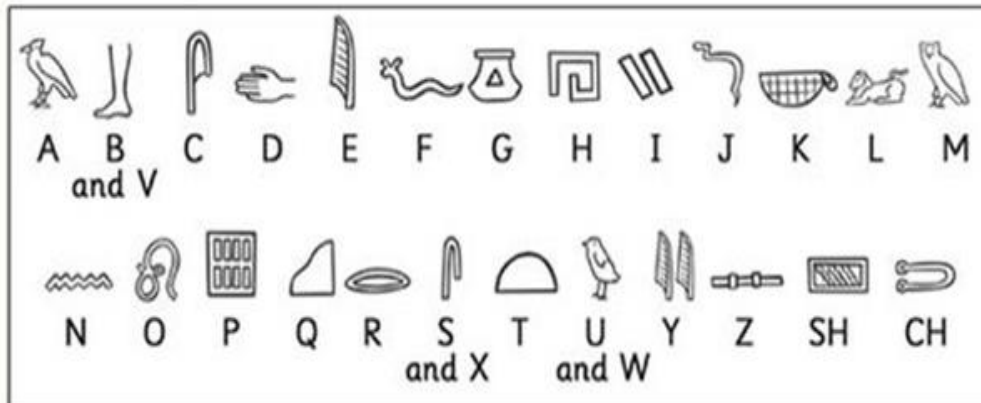 A B C D E F G H I J K L M
and V
N O P Q R S T U Y Z SH CH
and X and W